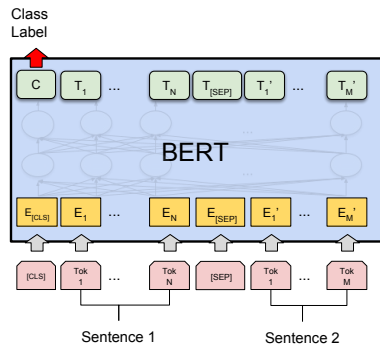 Class
Label
C T1 ... TN T[SEP] T1' ... TM'
...
...
BERT
E[CLS] E1 ... EN E[SEP] E1' ... EM'
[CLS] Tok 1 ... Tok N [SEP] Tok 1 ... Tok M
Sentence 1 Sentence 2